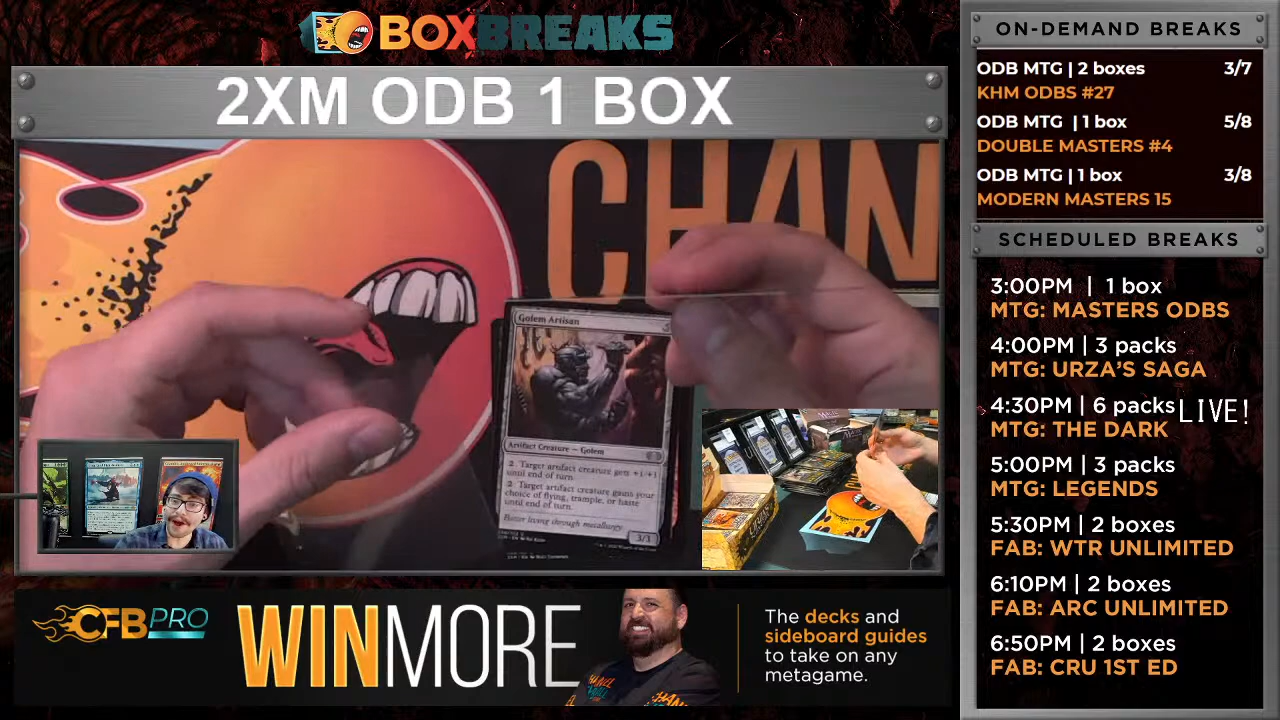 BOXBREAKS
2XM ODB 1 BOX
CHAN
Golem Artisan
Artifact Creature — Golem
2: Target artifact creature gets +1/+1
until end of turn.
2: Target artifact creature gains your
choice of flying, trample, or haste
until end of turn.
Better living through metallurgy.
3/3
CFB PRO
WINMORE
The decks and
sideboard guides
to take on any
metagame.
ON-DEMAND BREAKS
ODB MTG | 2 boxes 3/7
KHM ODBS #27
ODB MTG | 1 box 5/8
DOUBLE MASTERS #4
ODB MTG | 1 box 3/8
MODERN MASTERS 15
SCHEDULED BREAKS
3:00PM | 1 box
MTG: MASTERS ODBS
4:00PM | 3 packs
MTG: URZA'S SAGA
4:30PM | 6 packs LIVE!
MTG: THE DARK
5:00PM | 3 packs
MTG: LEGENDS
5:30PM | 2 boxes
FAB: WTR UNLIMITED
6:10PM | 2 boxes
FAB: ARC UNLIMITED
6:50PM | 2 boxes
FAB: CRU 1ST ED